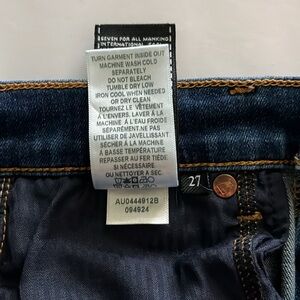 SEVEN FOR ALL MANKIND
INTERNATIONAL
TURN GARMENT INSIDE OUT
MACHINE WASH COLD
SEPARATELY
DO NOT BLEACH
TUMBLE DRY LOW
IRON COOL WHEN NEEDED
OR DRY CLEAN
TOURNEZ LE VÊTEMENT
À L'ENVERS. LAVER À LA
MACHINE À L'EAU FROIDE
SÉPARÉMENT.NE PAS
UTILISER DE JAVELLISANT
SÉCHER À LA MACHINE
À BASSE TEMPÉRATURE
REPASSER AU FER TIÉDE
SI NÉCESSAIRE
OU NETTOYER A SEC
AU0444912B
094924
27